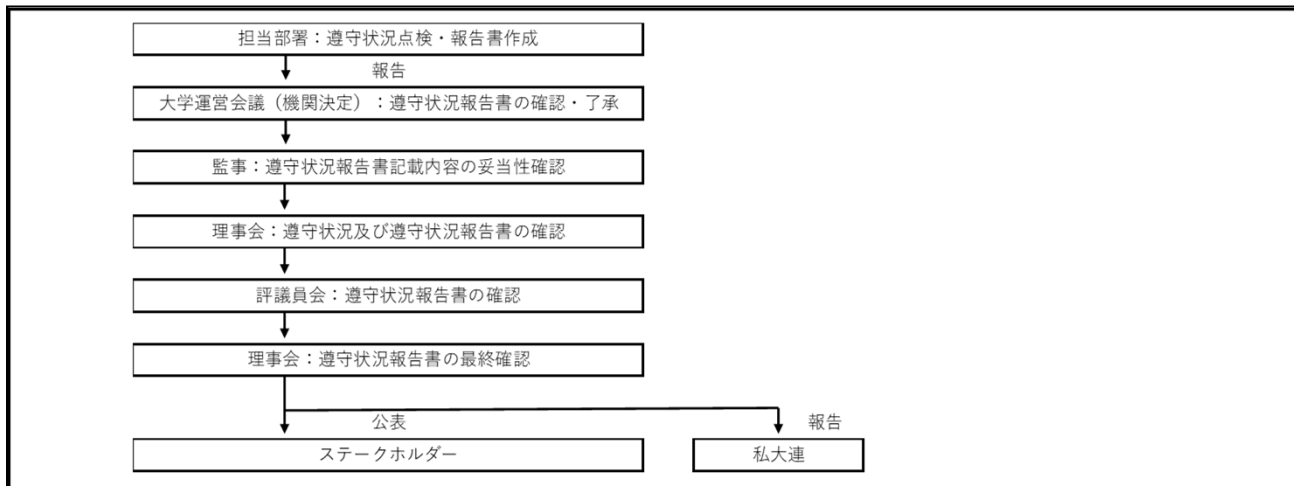 担当部署：遵守状況点検・報告書作成
報告
大学運営会議（機関決定）：遵守状況報告書の確認・了承
監事：遵守状況報告書記載内容の妥当性確認
理事会：遵守状況及び遵守状況報告書の確認
評議員会：遵守状況報告書の確認
理事会：遵守状況報告書の最終確認
公表
報告
ステークホルダー
私大連